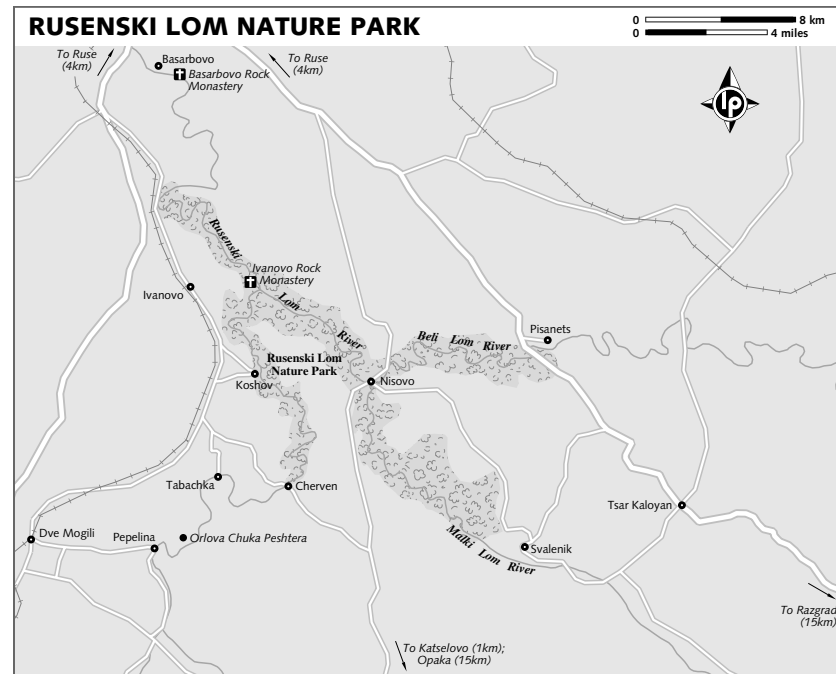 RUSENSKI LOM NATURE PARK
0 8 km
0 4 miles
To Ruse
(4km)
Basarbovo
Basarbovo Rock
Monastery
To Ruse
(4km)
lp
Rusenski
Lom
River
Ivanovo Rock
Monastery
Ivanovo
Pisanets
Beli Lom River
Rusenski Lom
Nature Park
Koshov
Nisovo
Tabachka
Cherven
Tsar Kaloyan
Dve Mogili
Pepelina
Orlova Chuka Peshtera
Malki Lom River
Svalenik
To Razgrad
(15km)
To Katselovo (1km);
Opaka (15km)